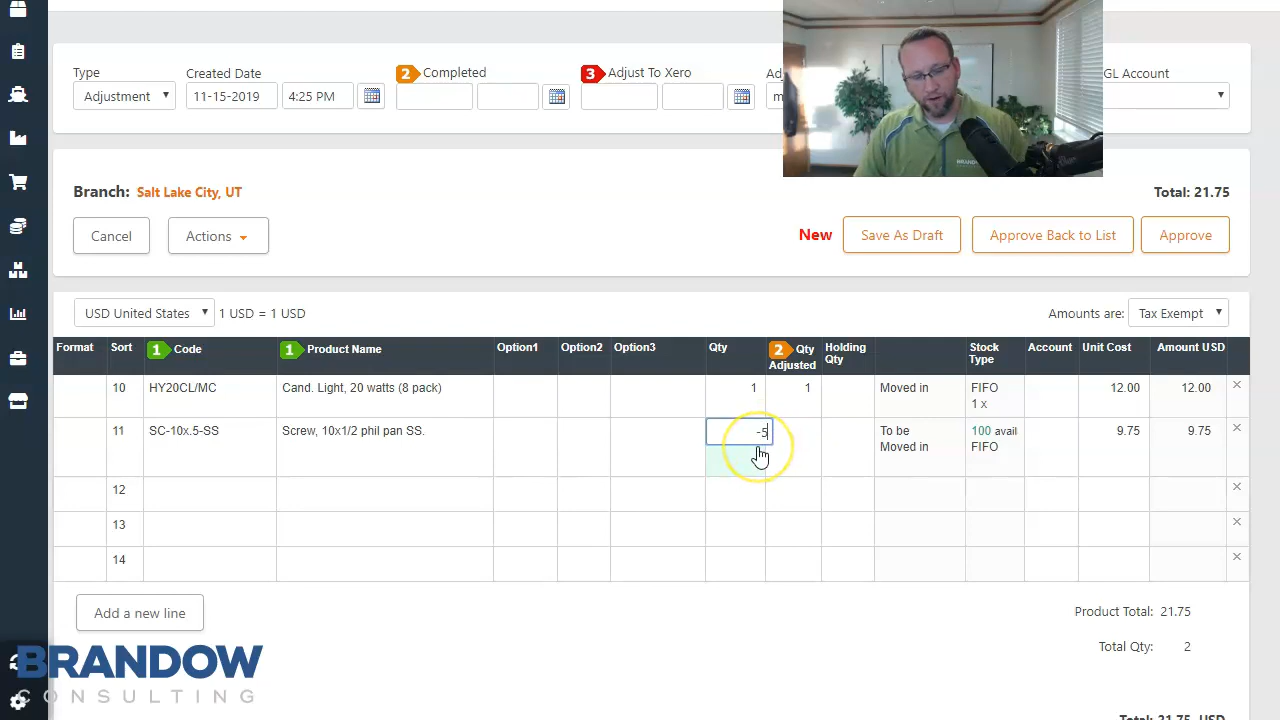 Type
2 Completed
3 Adjust To Xero
GL Account
Created Date
Adjustment
11-15-2019
4:25 PM
Branch: Salt Lake City, UT
Total: 21.75
Cancel
Actions
New
Save As Draft
Approve Back to List
Approve
USD United States
1 USD = 1 USD
Amounts are:
Tax Exempt
Format Sort 1 Code 1 Product Name Option1 Option2 Option3 Qty 2 Qty Adjusted Holding Qty Stock Type Account Unit Cost Amount USD
10 HY20CL/MC Cand. Light, 20 watts (8 pack) 1 1 Moved in FIFO 12.00 12.00 ×
1 x
11 SC-10x.5-SS Screw, 10x1/2 phil pan SS. -5 To be 100 avail 9.75 9.75 ×
Moved in FIFO
12 ×
13 ×
14 ×
Add a new line
Product Total: 21.75
Total Qty: 2
BRANDOW
CONSULTING
Total: 21.75 USD